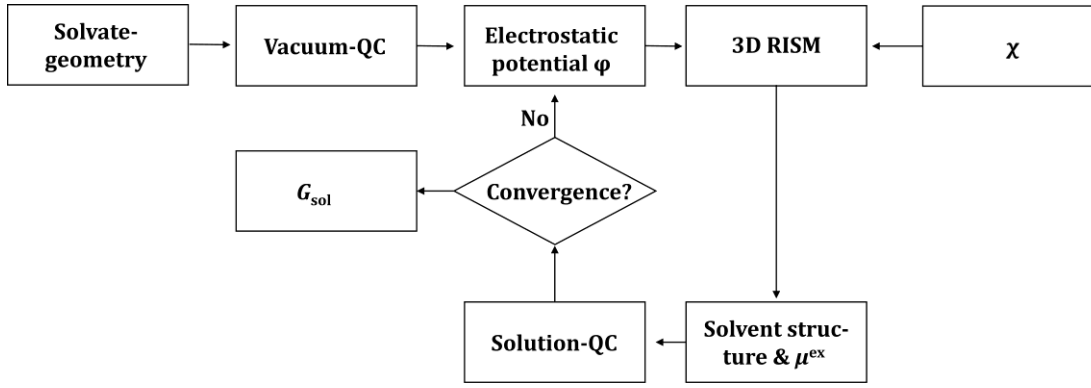 Solvate-
geometry
Vacuum-QC
Electrostatic
potential φ
3D RISM
χ
No
Convergence?
G_sol
Solution-QC
Solvent struc-
ture & μ^ex